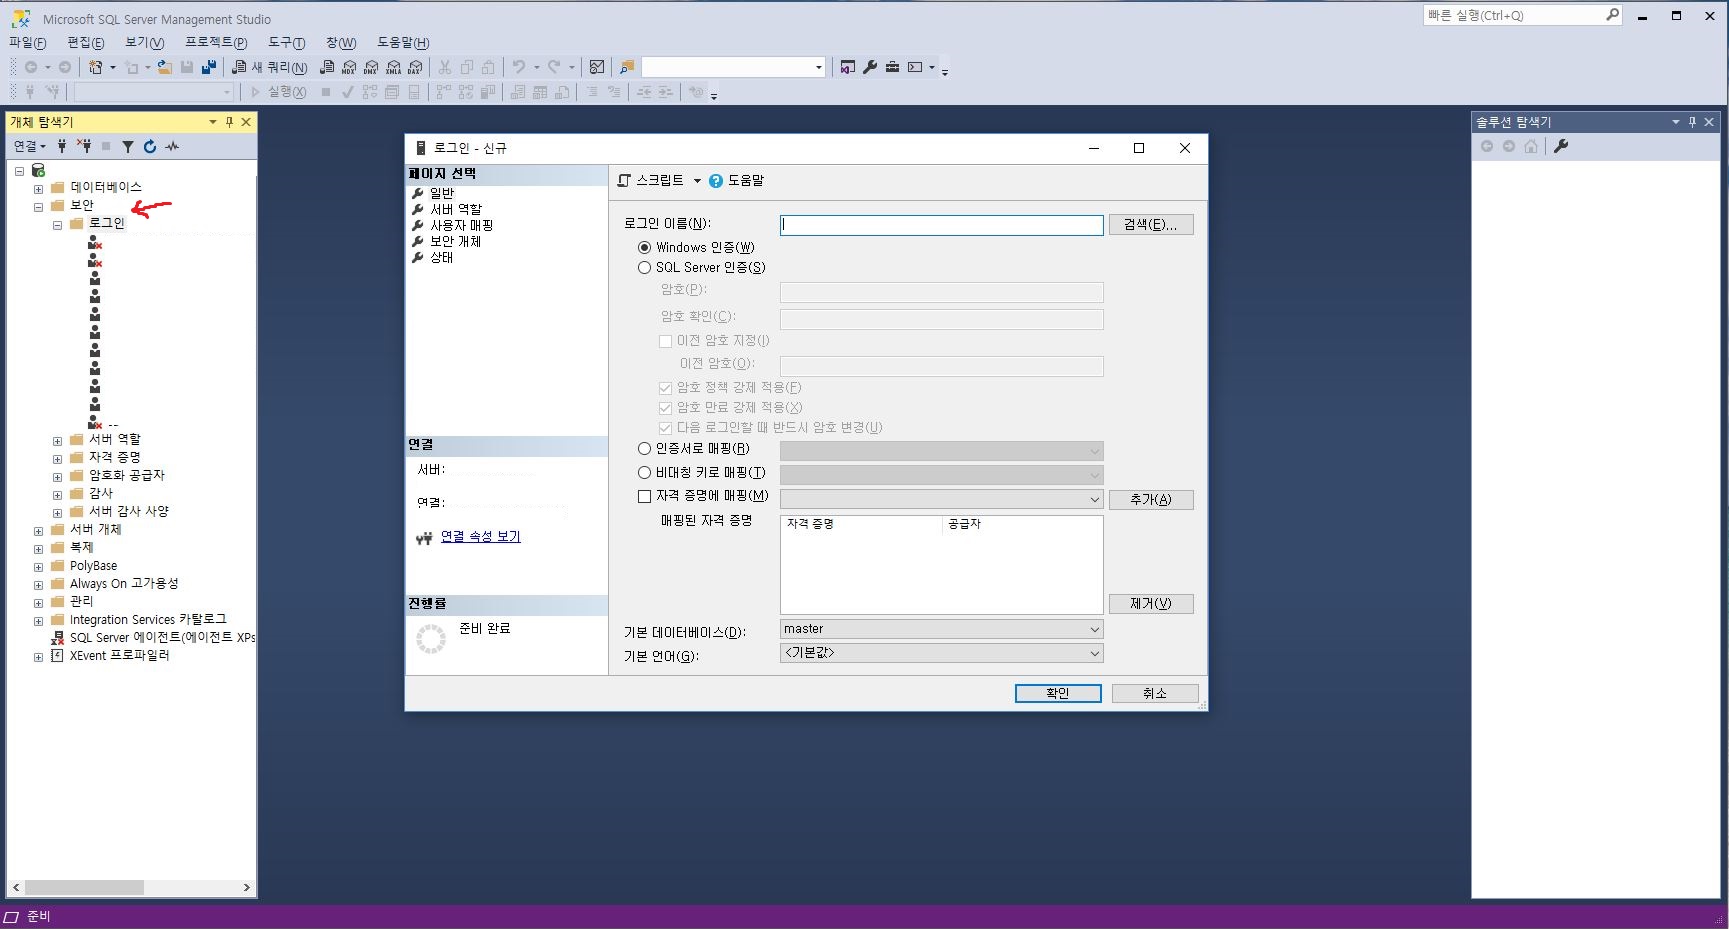 Microsoft SQL Server Management Studio
빠른 실행(Ctrl+Q)
파일(F) 편집(E) 보기(V) 프로젝트(P) 도구(T) 창(W) 도움말(H)
새 쿼리(N)
MDX DMX XMLA DAX
실행(X)
개체 탐색기
연결
데이터베이스
보안
로그인
서버 역할
자격 증명
암호화 공급자
감사
서버 감사 사양
서버 개체
복제
PolyBase
Always On 고가용성
관리
Integration Services 카탈로그
SQL Server 에이전트(에이전트 XPs
XEvent 프로파일러
로그인 - 신규
페이지 선택
일반
서버 역할
사용자 매핑
보안 개체
상태
연결
서버:
연결:
연결 속성 보기
진행률
준비 완료
스크립트 도움말
로그인 이름(N): 검색(E)...
Windows 인증(W)
SQL Server 인증(S)
암호(P):
암호 확인(C):
이전 암호 지정(I)
이전 암호(O):
암호 정책 강제 적용(F)
암호 만료 강제 적용(X)
다음 로그인할 때 반드시 암호 변경(U)
인증서로 매핑(R)
비대칭 키로 매핑(T)
자격 증명에 매핑(M) 추가(A)
매핑된 자격 증명 자격 증명 공급자
제거(V)
기본 데이터베이스(D): master
기본 언어(G): <기본값>
확인 취소
솔루션 탐색기
준비